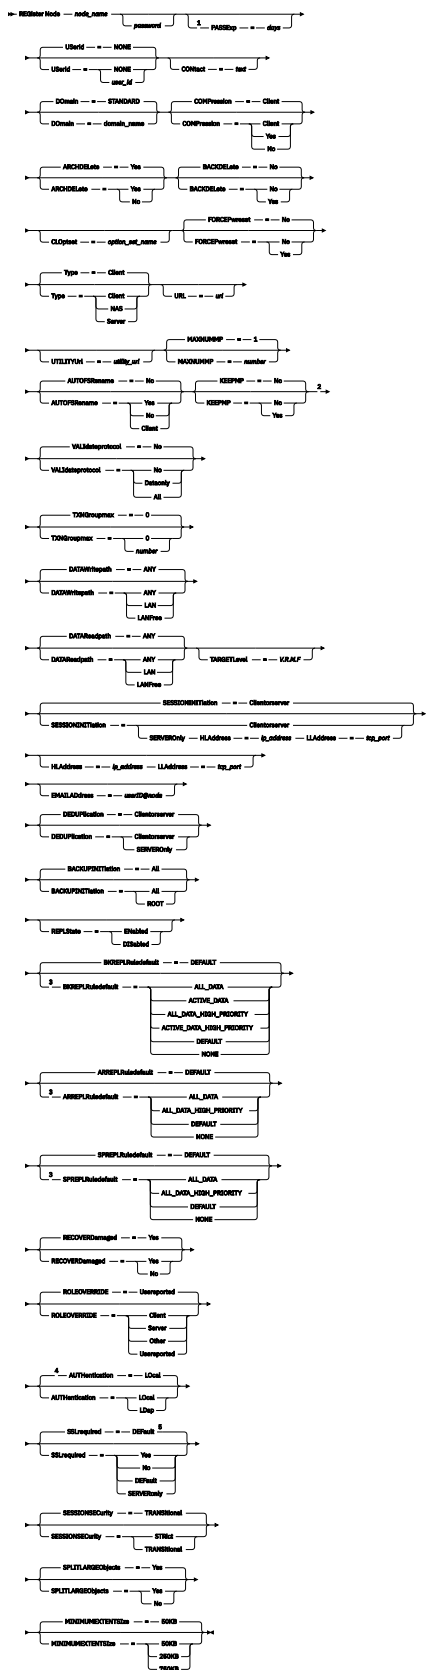 REGister Node node_name password 1 PASSExp = days
USerid = NONE
USerid = NONE CONtact = text
user_id
DOmain = STANDARD COMPression = Client
DOmain = domain_name COMPression = Client
Yes
No
ARCHDELete = Yes BACKDELete = No
ARCHDELete = Yes BACKDELete = No
No Yes
FORCEPwreset = No
CLOptset = option_set_name FORCEPwreset = No
Yes
Type = Client
Type = Client URL = url
NAS
Server
MAXNUMMP = 1
UTILITYUrl = utility_url MAXNUMMP = number
AUTOFSRename = No KEEPMP = No 2
AUTOFSRename = Yes KEEPMP = No
No Yes
Client
VALIdateprotocol = No
VALIdateprotocol = No
Dataonly
All
TXNGroupmax = 0
TXNGroupmax = 0
number
DATAWritepath = ANY
DATAWritepath = ANY
LAN
LANFree
DATAReadpath = ANY
DATAReadpath = ANY TARGETLevel = V.R.M.F
LAN
LANFree
SESSIONINITiation = Clientorserver
SESSIONINITiation = Clientorserver
SERVEROnly HLAddress = ip_address LLAddress = tcp_port
HLAddress = ip_address LLAddress = tcp_port
EMAILADdress = userID@node
DEDUPlication = Clientorserver
DEDUPlication = Clientorserver
SERVEROnly
BACKUPINITiation = All
BACKUPINITiation = All
ROOT
REPLState = ENabled
DISabled
BKREPLRuledefault = DEFAULT
3 BKREPLRuledefault = ALL_DATA
ACTIVE_DATA
ALL_DATA_HIGH_PRIORITY
ACTIVE_DATA_HIGH_PRIORITY
DEFAULT
NONE
ARREPLRuledefault = DEFAULT
3 ARREPLRuledefault = ALL_DATA
ALL_DATA_HIGH_PRIORITY
DEFAULT
NONE
SPREPLRuledefault = DEFAULT
3 SPREPLRuledefault = ALL_DATA
ALL_DATA_HIGH_PRIORITY
DEFAULT
NONE
RECOVERDamaged = Yes
RECOVERDamaged = Yes
No
ROLEOVERRIDE = Usereported
ROLEOVERRIDE = Client
Server
Other
Usereported
4 AUTHentication = LOcal
AUTHentication = LOcal
LDap
SSLrequired = DEFault 5
SSLrequired = Yes
No
DEFault
SERVERonly
SESSIONSECurity = TRANSitional
SESSIONSECurity = STRict
TRANSitional
SPLITLARGEObjects = Yes
SPLITLARGEObjects = Yes
No
MINIMUMEXTENTSIze = 50KB
MINIMUMEXTENTSIze = 50KB
250KB
750KB